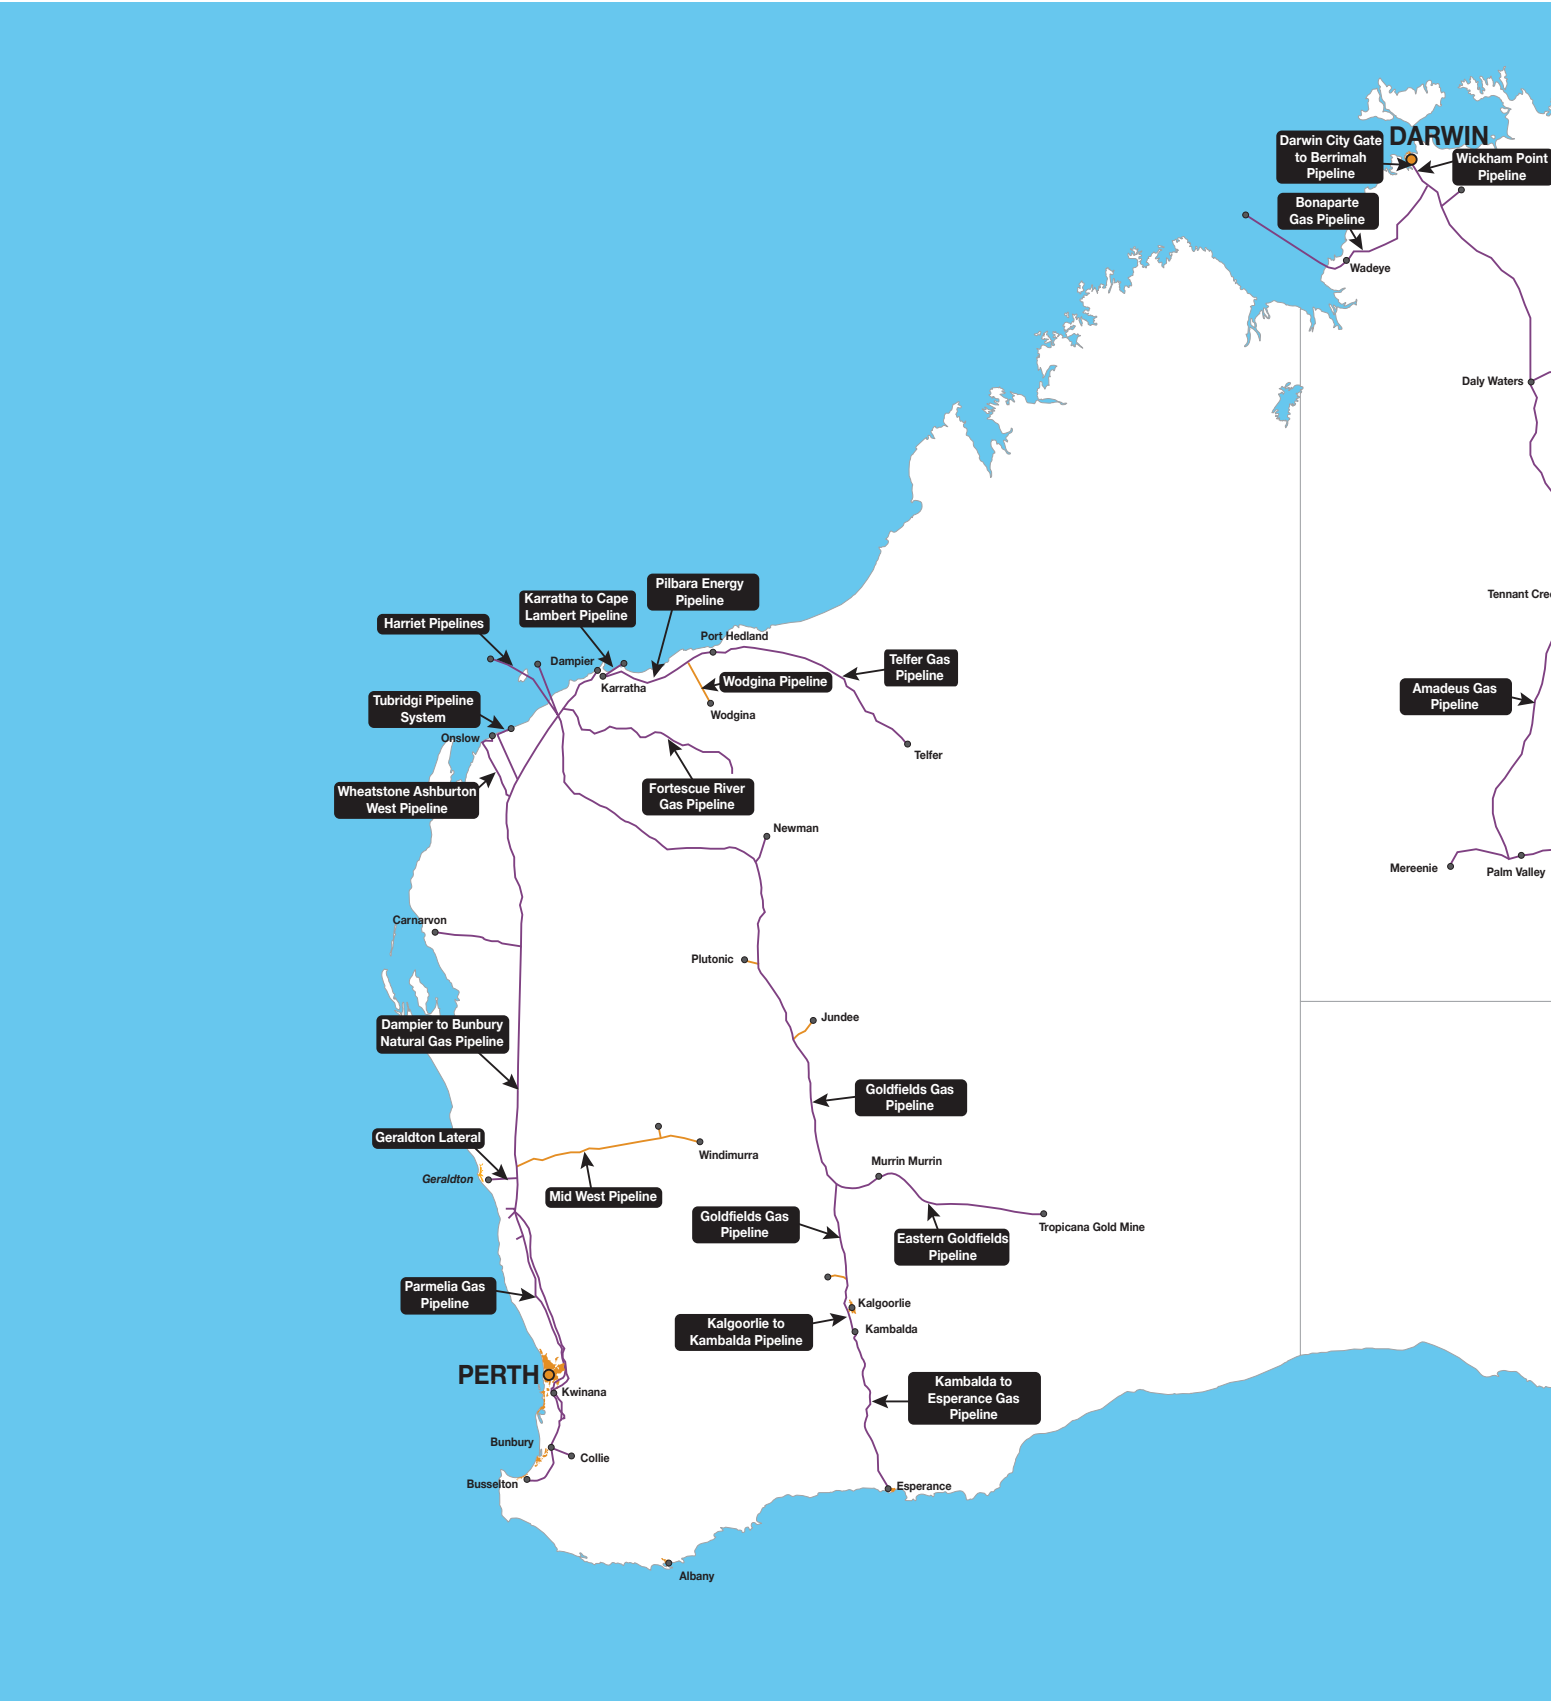 DARWIN
Darwin City Gate
to Berrimah
Pipeline
Wickham Point
Pipeline
Bonaparte
Gas Pipeline
Wadeye
Daly Waters
Tennant Cre
Pilbara Energy
Pipeline
Karratha to Cape
Lambert Pipeline
Harriet Pipelines
Port Hedland
Dampier
Karratha
Telfer Gas
Pipeline
Wodgina Pipeline
Wodgina
Amadeus Gas
Pipeline
Tubridgi Pipeline
System
Onslow
Telfer
Wheatstone Ashburton
West Pipeline
Fortescue River
Gas Pipeline
Newman
Mereenie
Palm Valley
Carnarvon
Plutonic
Jundee
Dampier to Bunbury
Natural Gas Pipeline
Goldfields Gas
Pipeline
Geraldton Lateral
Windimurra
Murrin Murrin
Geraldton
Mid West Pipeline
Goldfields Gas
Pipeline
Tropicana Gold Mine
Eastern Goldfields
Pipeline
Parmelia Gas
Pipeline
Kalgoorlie
Kalgoorlie to
Kambalda Pipeline
Kambalda
PERTH
Kwinana
Kambalda to
Esperance Gas
Pipeline
Bunbury
Collie
Busselton
Esperance
Albany